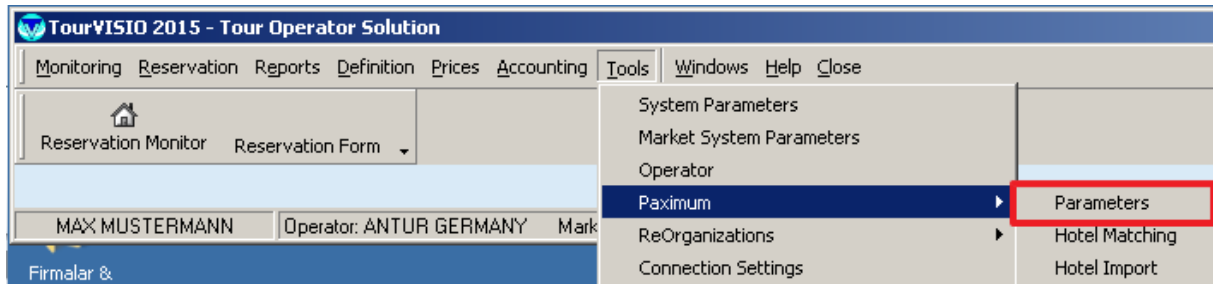 TourVISIO 2015 - Tour Operator Solution
Monitoring Reservation Reports Definition Prices Accounting Tools Windows Help Close
Reservation Monitor Reservation Form
System Parameters
Market System Parameters
Operator
Paximum
ReOrganizations
Connection Settings
Parameters
Hotel Matching
Hotel Import
MAX MUSTERMANN Operator: ANTUR GERMANY Mark
Firmalar &